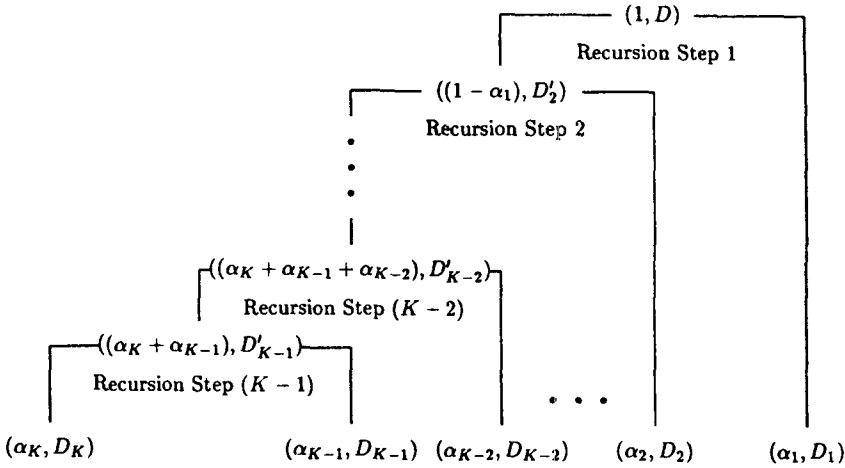 (1, D)
Recursion Step 1
((1 − α₁), D′₂)
Recursion Step 2
((α_K + α_{K−1} + α_{K−2}), D′_{K−2})
Recursion Step (K − 2)
((α_K + α_{K−1}), D′_{K−1})
Recursion Step (K − 1)
(α_K, D_K) (α_{K−1}, D_{K−1}) (α_{K−2}, D_{K−2}) (α₂, D₂) (α₁, D₁)